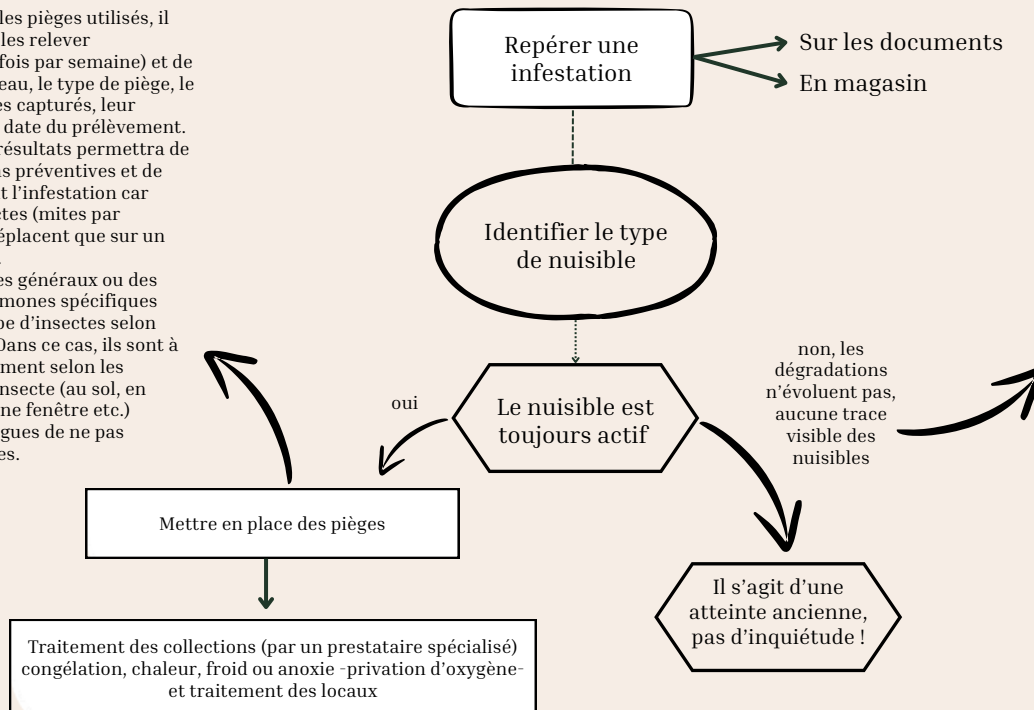 les pièges utilisés, il
les relever
fois par semaine) et de
eau, le type de piège, le
es capturés, leur
date du prélèvement.
résultats permettra de
ns préventives et de
t l’infestation car
ctes (mites par
éplacent que sur un
es généraux ou des
mones spécifiques
pe d’insectes selon
Dans ce cas, ils sont à
ment selon les
nsecte (au sol, en
ne fenêtre etc.)
gues de ne pas
es.
Repérer une
infestation
Sur les documents
En magasin
Identifier le type
de nuisible
Le nuisible est
toujours actif
oui
non, les
dégradations
n’évoluent pas,
aucune trace
visible des
nuisibles
Mettre en place des pièges
Il s’agit d’une
atteinte ancienne,
pas d’inquiétude !
Traitement des collections (par un prestataire spécialisé)
congélation, chaleur, froid ou anoxie -privation d’oxygène-
et traitement des locaux